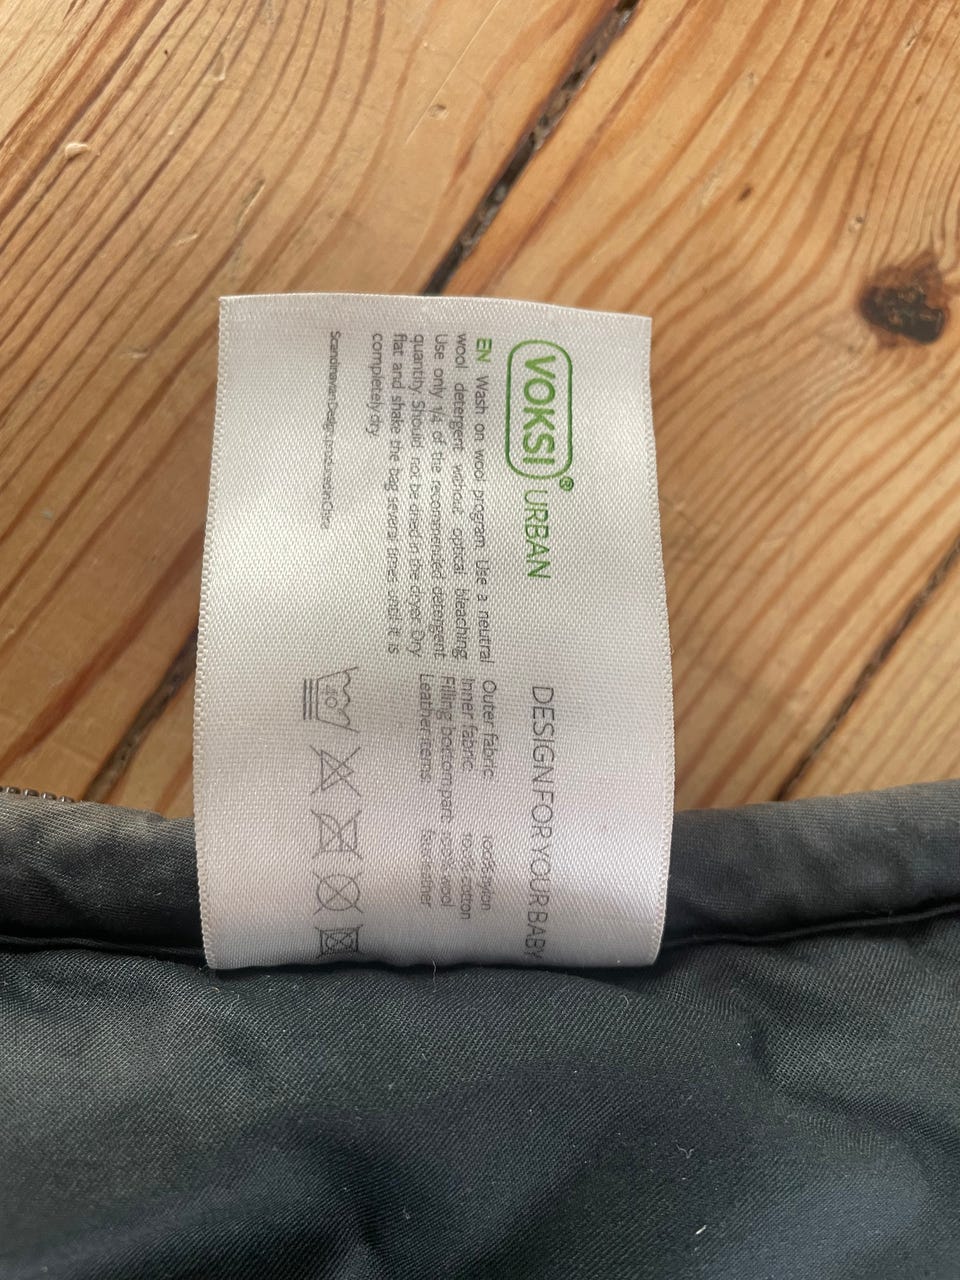 VOKSI® URBAN
DESIGN FOR YOUR BABY
EN Wash on wool program. Use a neutral
wool detergent without optical bleaching.
Use only 1/4 of the recommended detergent
quantity. Should not be dried in the dryer. Dry
flat and shake the bag several times until it is
completely dry.
Outer fabric: 100% nylon
Inner fabric: 100% cotton
Filling bottom part: 100% wool
Leather items: faux leather
Scandinavian Design, produced in China
40